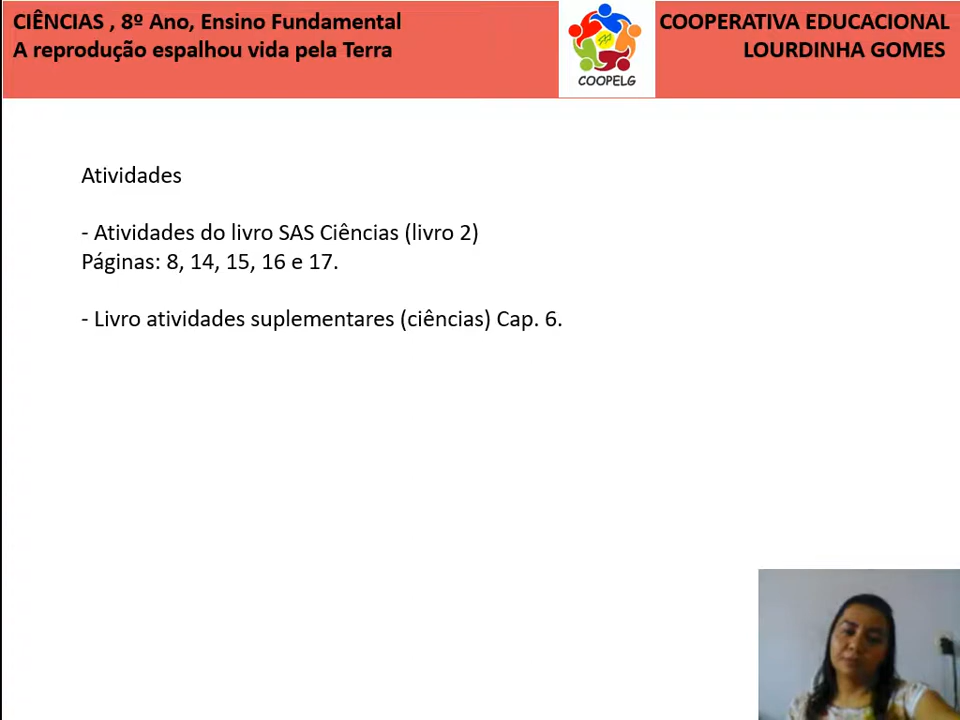 CIÊNCIAS , 8º Ano, Ensino Fundamental
A reprodução espalhou vida pela Terra
COOPELG
COOPERATIVA EDUCACIONAL
LOURDINHA GOMES
Atividades
- Atividades do livro SAS Ciências (livro 2)
Páginas: 8, 14, 15, 16 e 17.
- Livro atividades suplementares (ciências) Cap. 6.